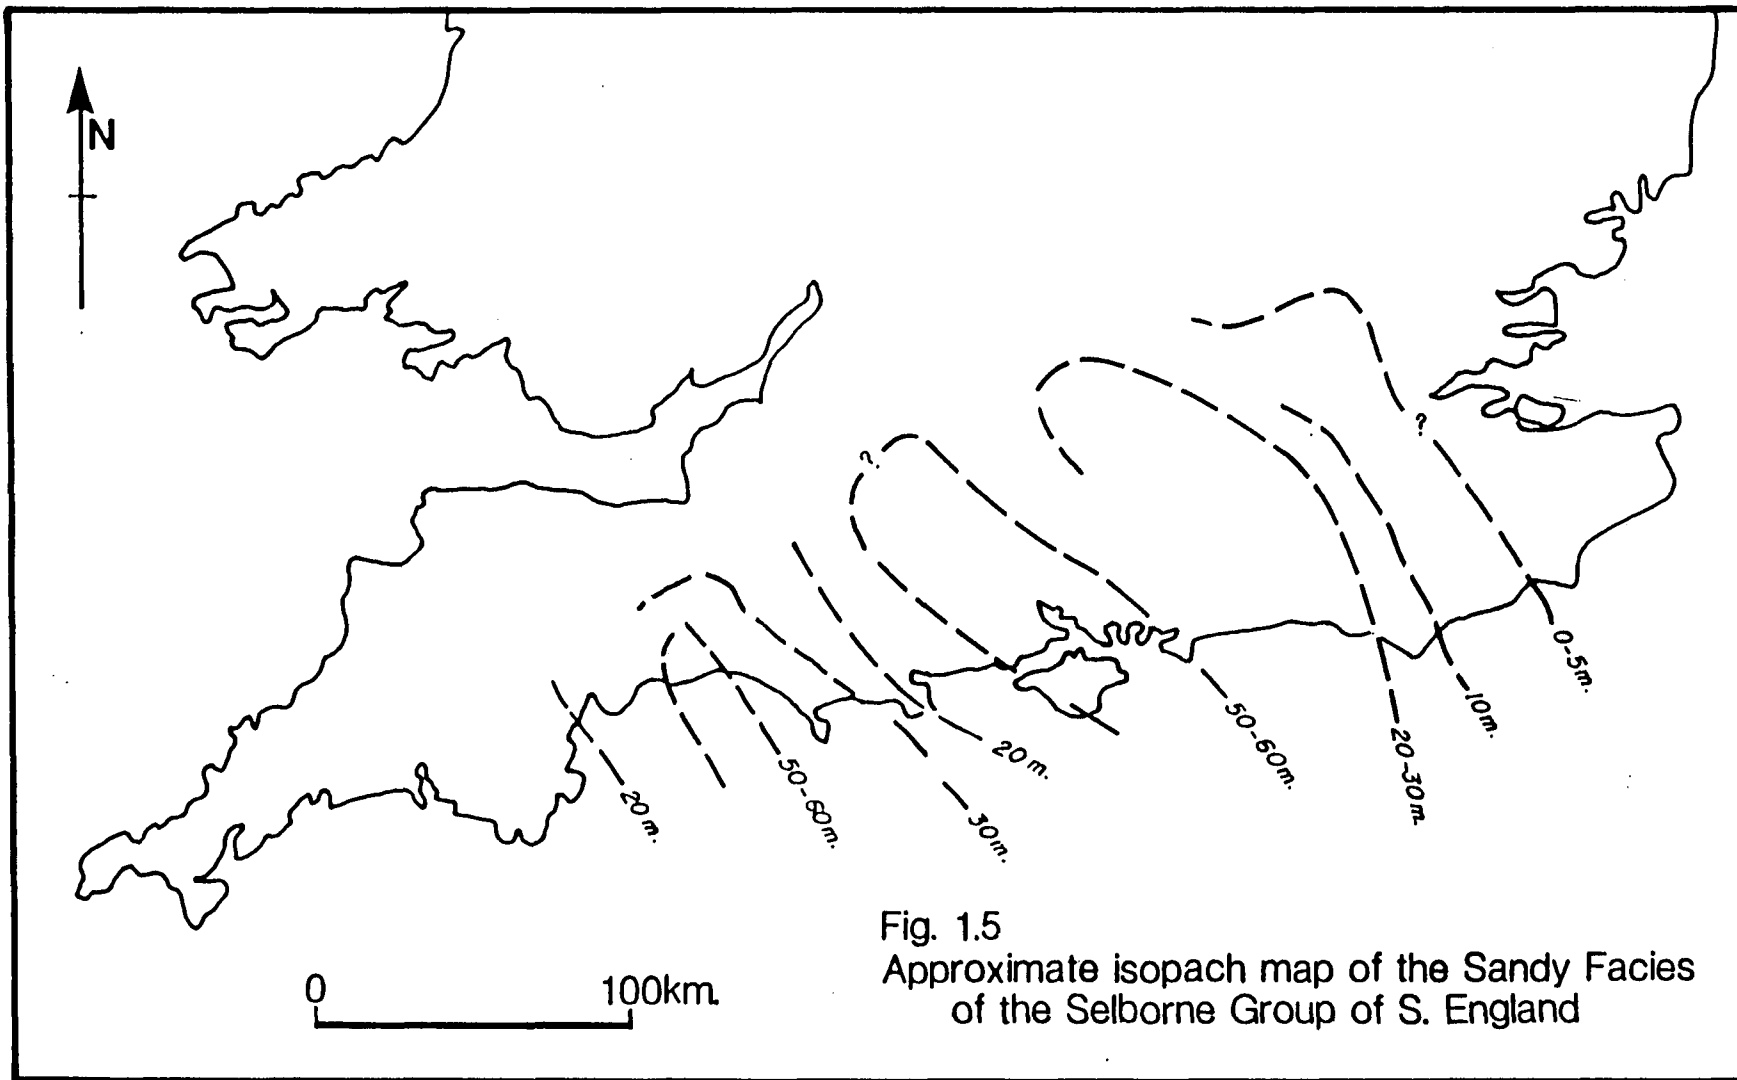 N
?
?
0-5m.
10m.
20-30m
50-60m.
20m.
30m.
50-60m.
20m.
0 100km.
Fig. 1.5
Approximate isopach map of the Sandy Facies
of the Selborne Group of S. England